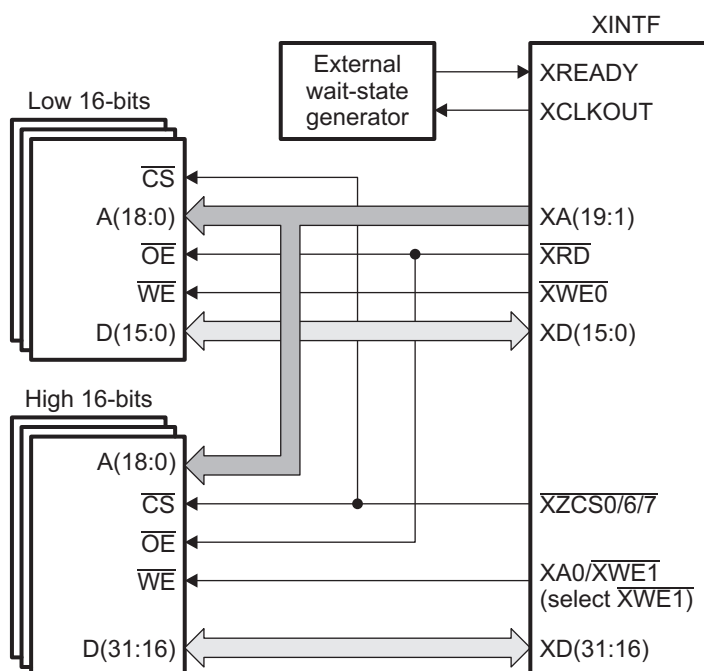 XINTF
External
wait-state
generator
XREADY
XCLKOUT
Low 16-bits
CS
A(18:0)
OE
WE
D(15:0)
XA(19:1)
XRD
XWE0
XD(15:0)
High 16-bits
A(18:0)
CS
OE
WE
D(31:16)
XZCS0/6/7
XA0/XWE1
(select XWE1)
XD(31:16)